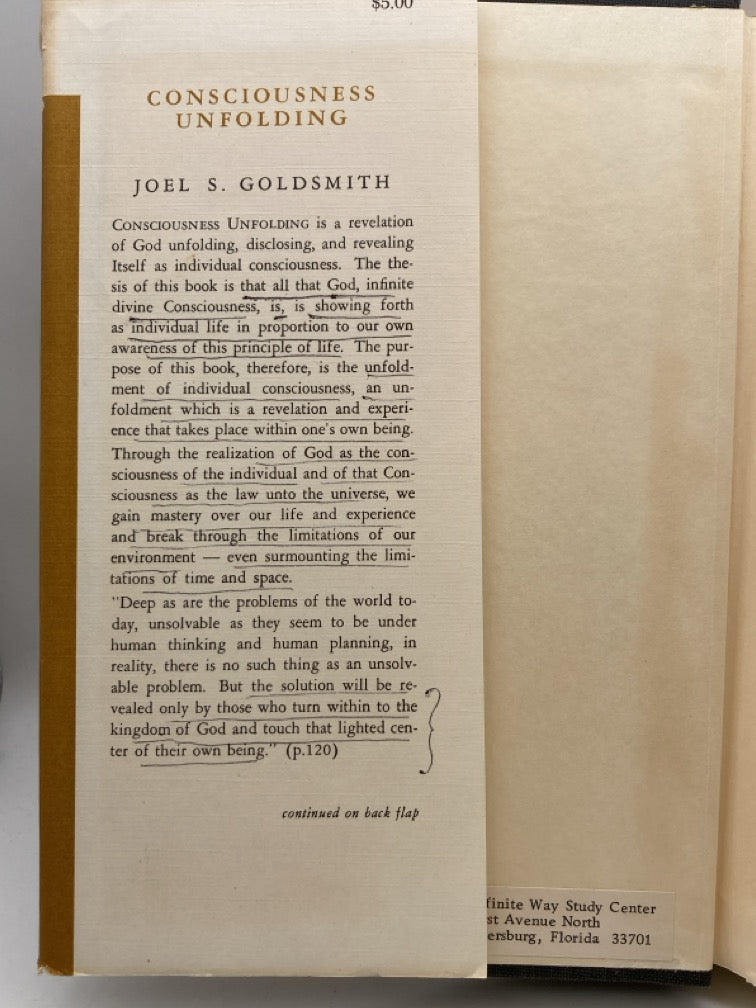 $5.00
CONSCIOUSNESS
UNFOLDING
JOEL S. GOLDSMITH
CONSCIOUSNESS UNFOLDING is a revelation
of God unfolding, disclosing, and revealing
Itself as individual consciousness. The the-
sis of this book is that all that God, infinite
divine Consciousness, is, is showing forth
as individual life in proportion to our own
awareness of this principle of life. The pur-
pose of this book, therefore, is the unfold-
ment of individual consciousness, an un-
foldment which is a revelation and experi-
ence that takes place within one's own being.
Through the realization of God as the con-
sciousness of the individual and of that Con-
sciousness as the law unto the universe, we
gain mastery over our life and experience
and break through the limitations of our
environment — even surmounting the limi-
tations of time and space.
"Deep as are the problems of the world to-
day, unsolvable as they seem to be under
human thinking and human planning, in
reality, there is no such thing as an unsolv-
able problem. But the solution will be re-
vealed only by those who turn within to the
kingdom of God and touch that lighted cen-
ter of their own being." (p.120)
continued on back flap
finite Way Study Center
st Avenue North
ersburg, Florida 33701